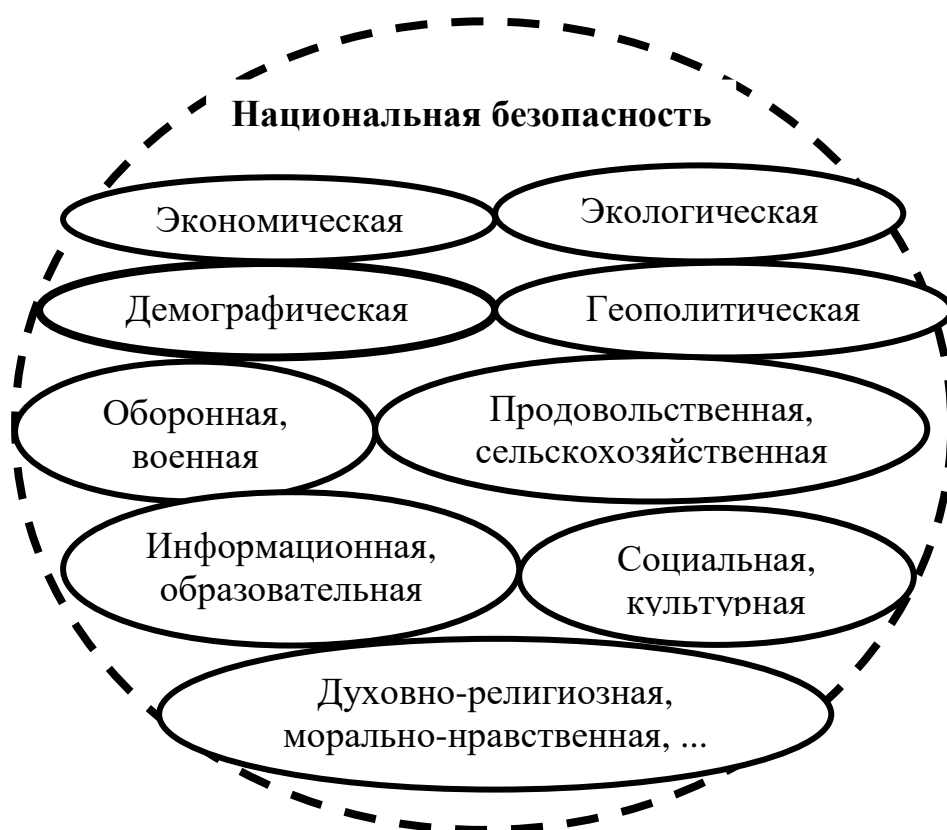 Национальная безопасность
Экономическая
Экологическая
Демографическая
Геополитическая
Оборонная,
военная
Продовольственная,
сельскохозяйственная
Информационная,
образовательная
Социальная,
культурная
Духовно-религиозная,
морально-нравственная, ...